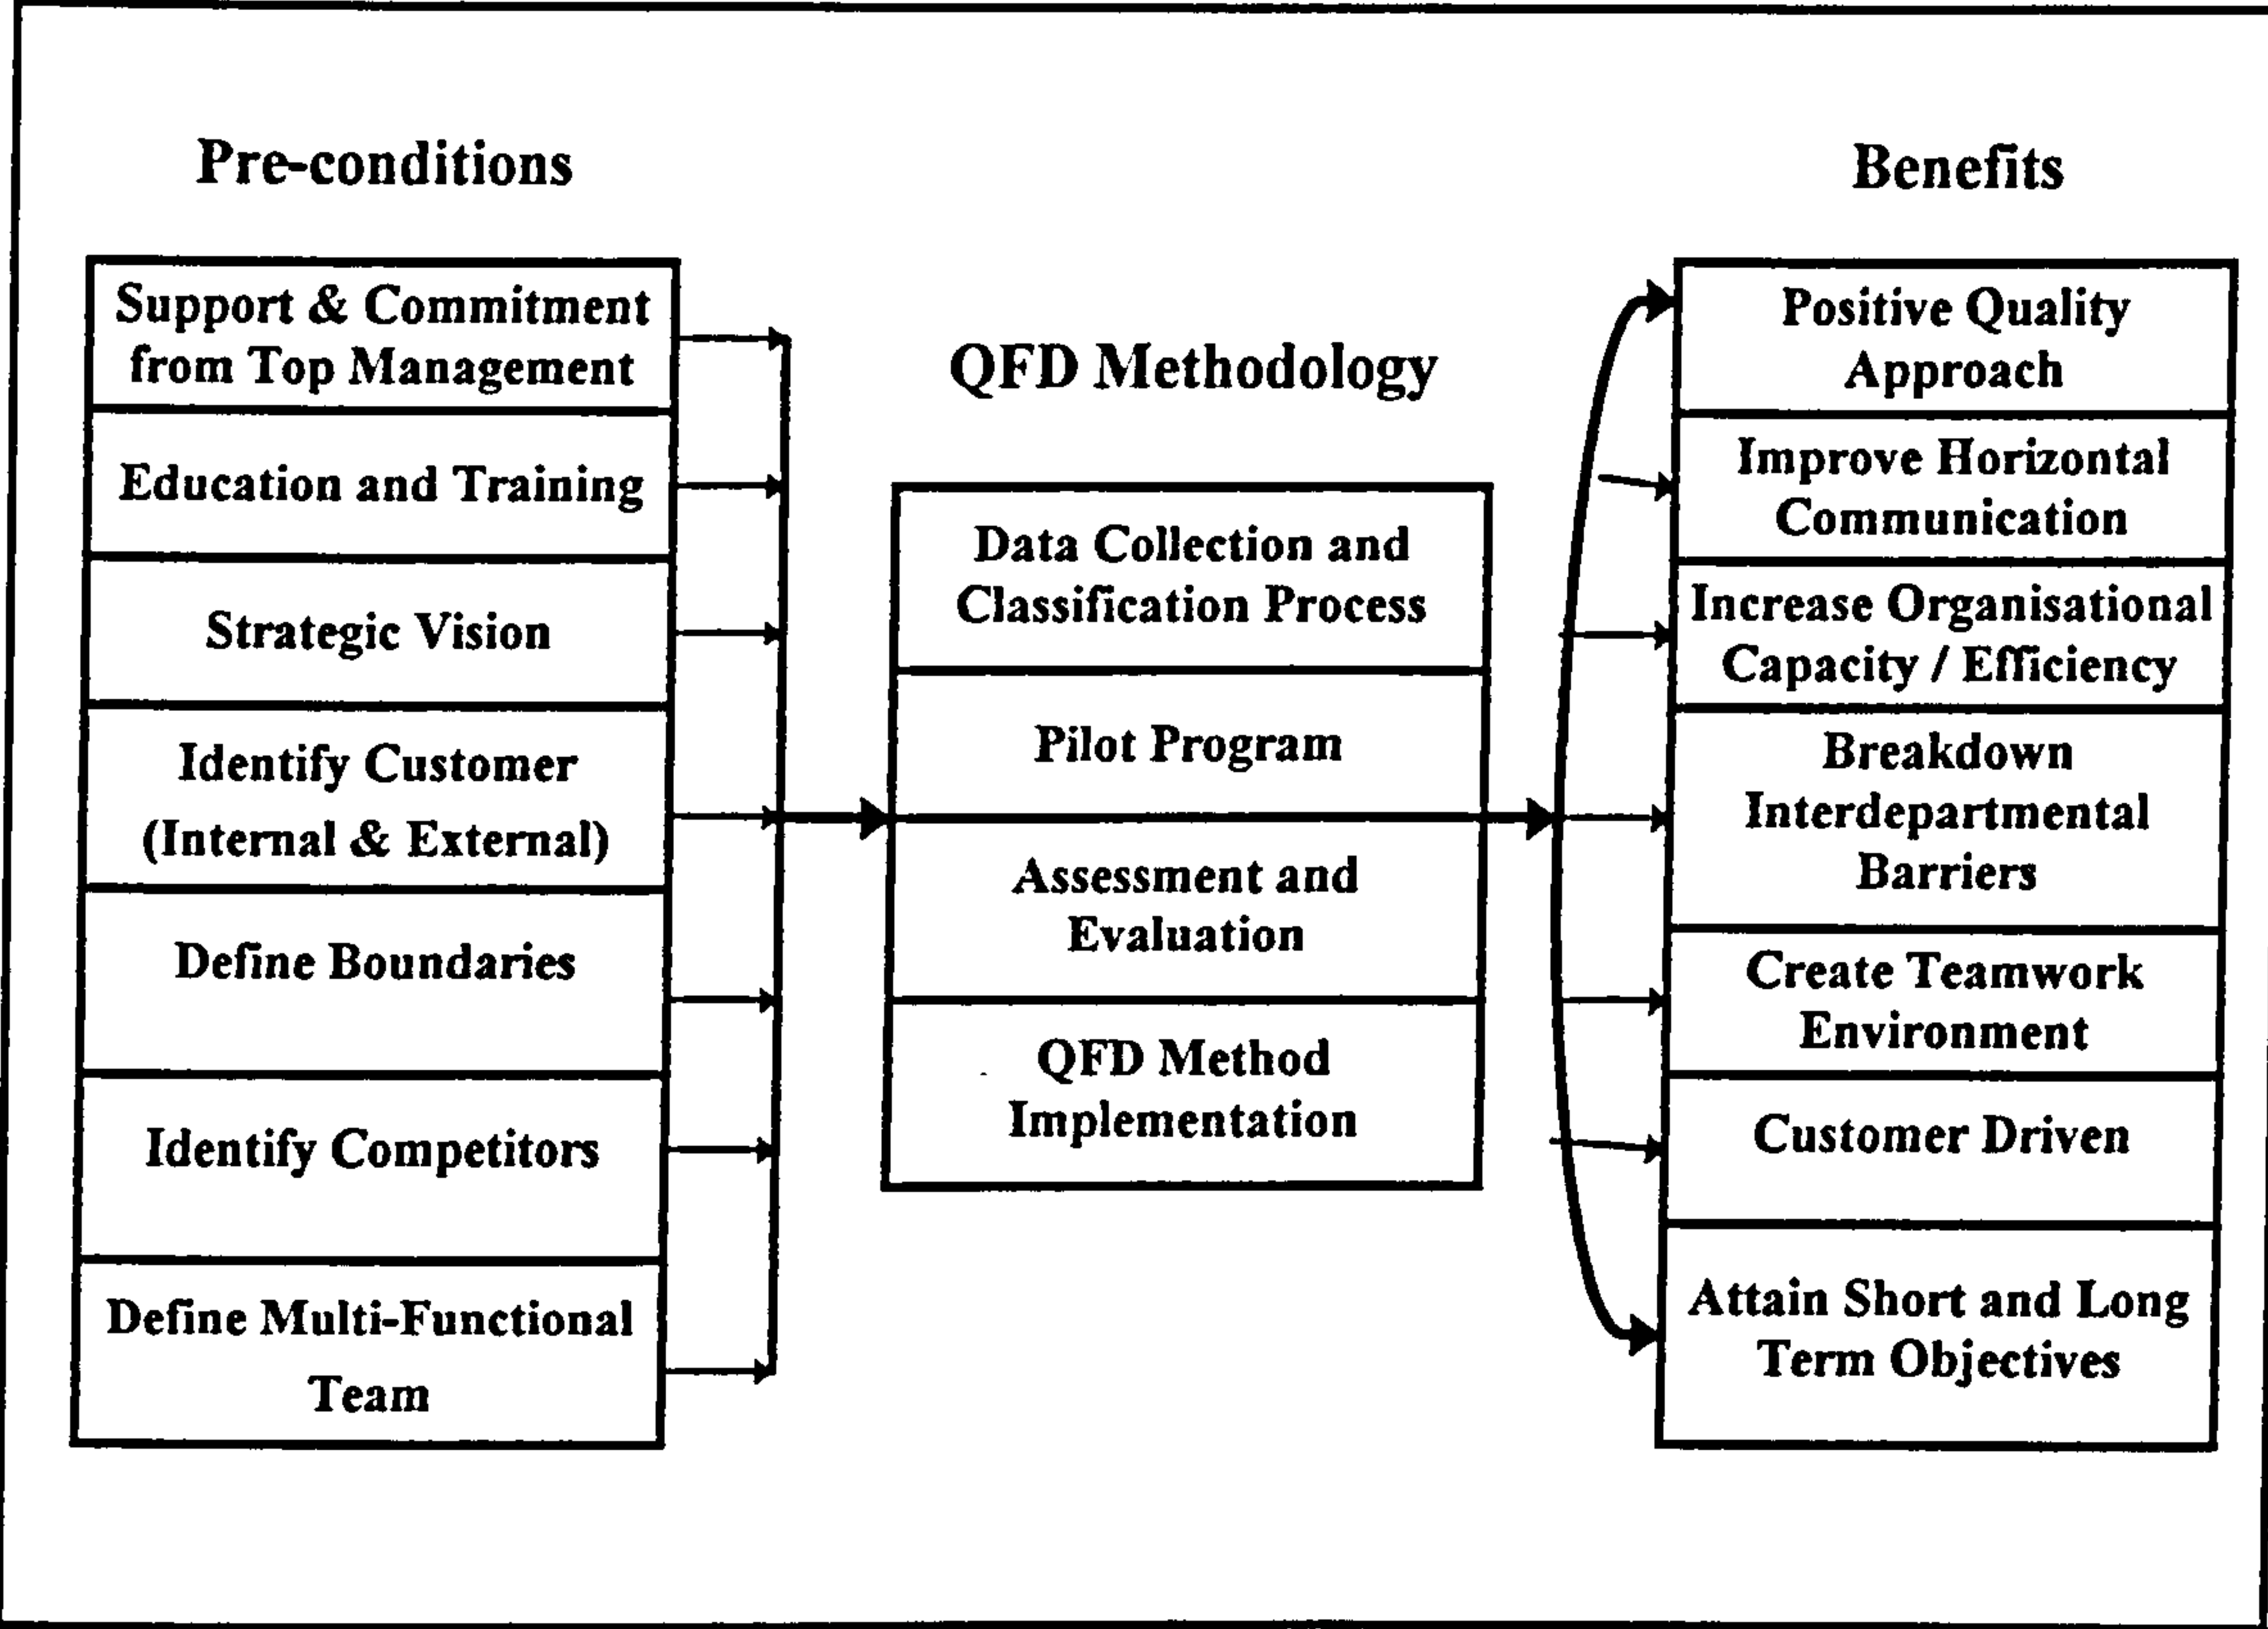 Pre-conditions
Support & Commitment
from Top Management
Education and Training
Strategic Vision
Identify Customer
(Internal & External)
Define Boundaries
Identify Competitors
Define Multi-Functional
Team
QFD Methodology
Data Collection and
Classification Process
Pilot Program
Assessment and
Evaluation
QFD Method
Implementation
Benefits
Positive Quality
Approach
Improve Horizontal
Communication
Increase Organisational
Capacity / Efficiency
Breakdown
Interdepartmental
Barriers
Create Teamwork
Environment
Customer Driven
Attain Short and Long
Term Objectives